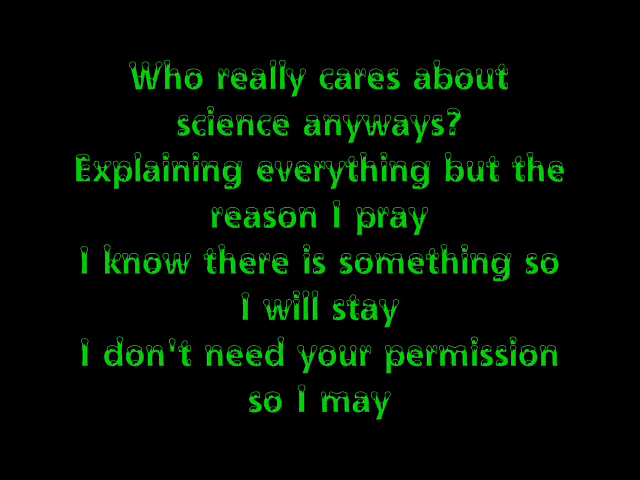 Who really cares about
science anyways?
Explaining everything but the
reason I pray
I know there is something so
I will stay
I don't need your permission
so I may